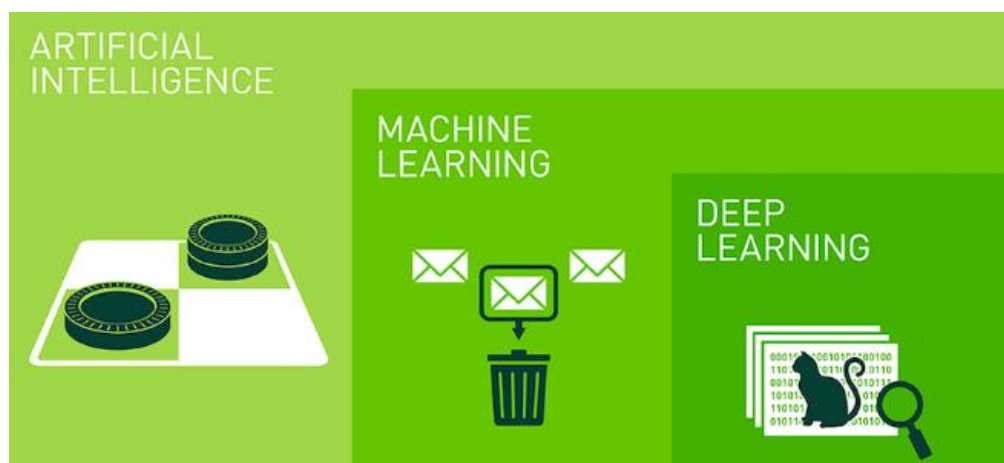 ARTIFICIAL
INTELLIGENCE
MACHINE
LEARNING
DEEP
LEARNING